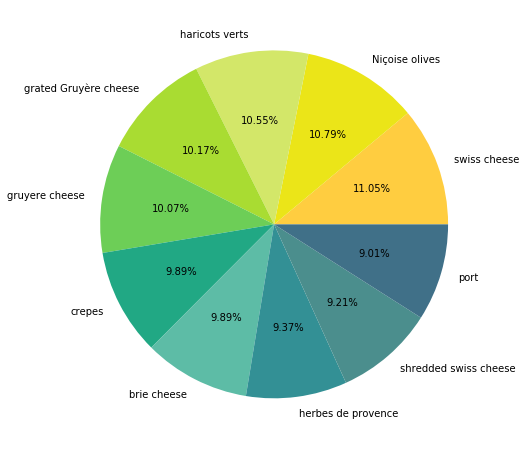 haricots verts
Niçoise olives
grated Gruyère cheese
10.55%
10.79%
10.17%
swiss cheese
11.05%
gruyere cheese
10.07%
9.01%
9.89%
port
9.21%
crepes
9.89%
9.37%
shredded swiss cheese
brie cheese
herbes de provence